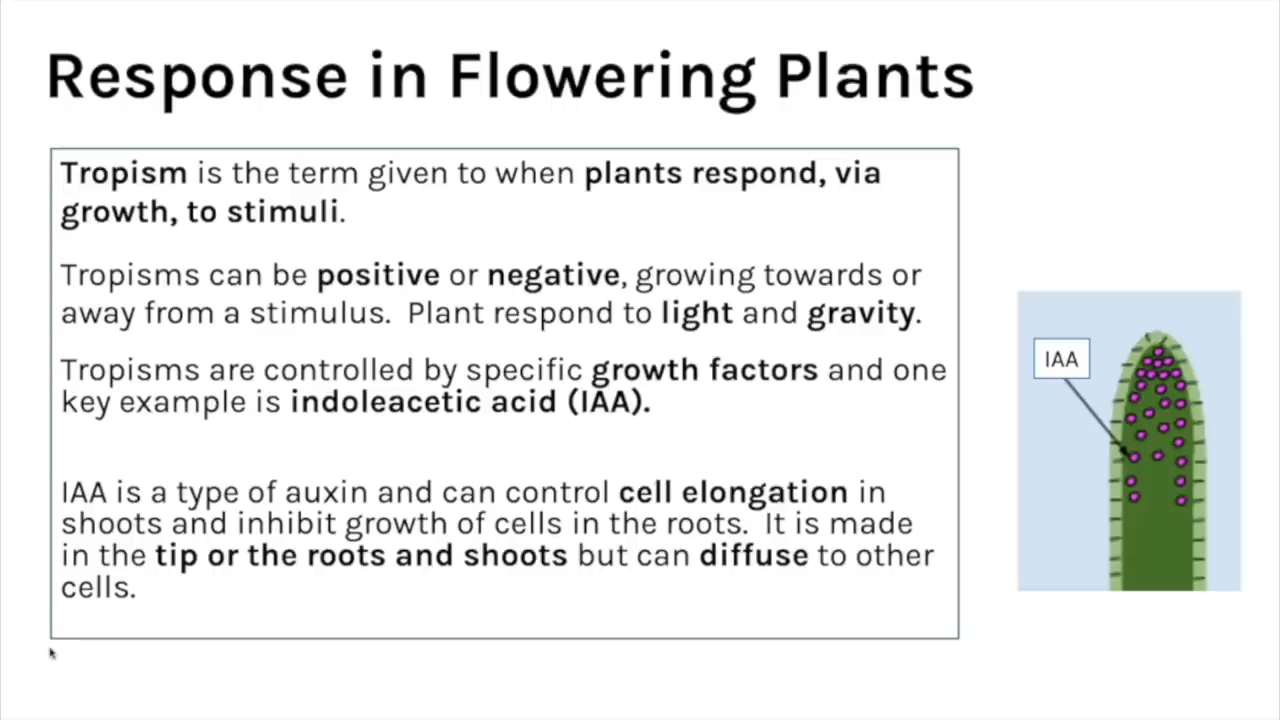 Response in Flowering Plants
Tropism is the term given to when plants respond, via
growth, to stimuli.
Tropisms can be positive or negative, growing towards or
away from a stimulus. Plant respond to light and gravity.
Tropisms are controlled by specific growth factors and one
key example is indoleacetic acid (IAA).
IAA is a type of auxin and can control cell elongation in
shoots and inhibit growth of cells in the roots. It is made
in the tip or the roots and shoots but can diffuse to other
cells.
IAA